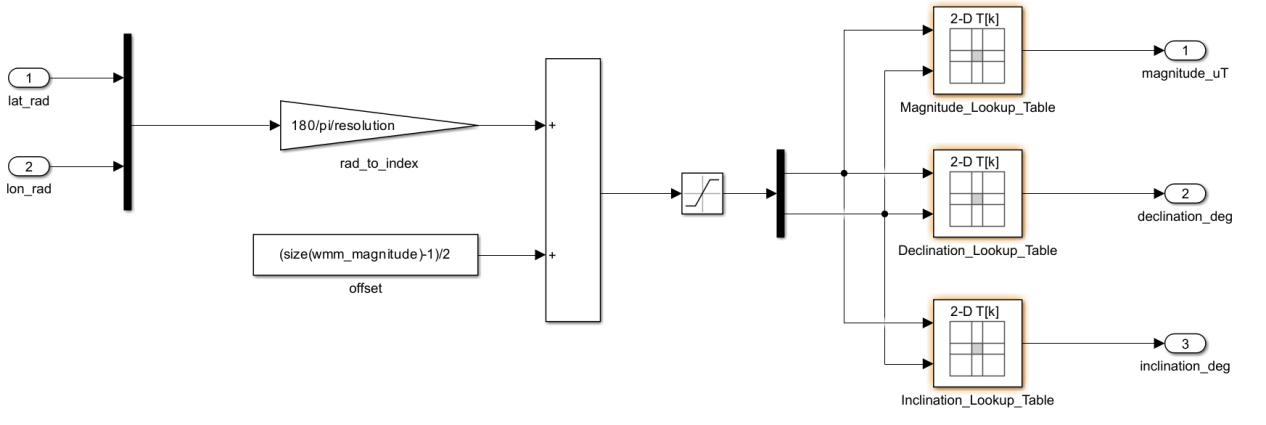 1
lat_rad
2
lon_rad
180/pi/resolution
rad_to_index
(size(wmm_magnitude)-1)/2
offset
+
+
2-D T[k]
Magnitude_Lookup_Table
2-D T[k]
Declination_Lookup_Table
2-D T[k]
Inclination_Lookup_Table
1
magnitude_uT
2
declination_deg
3
inclination_deg